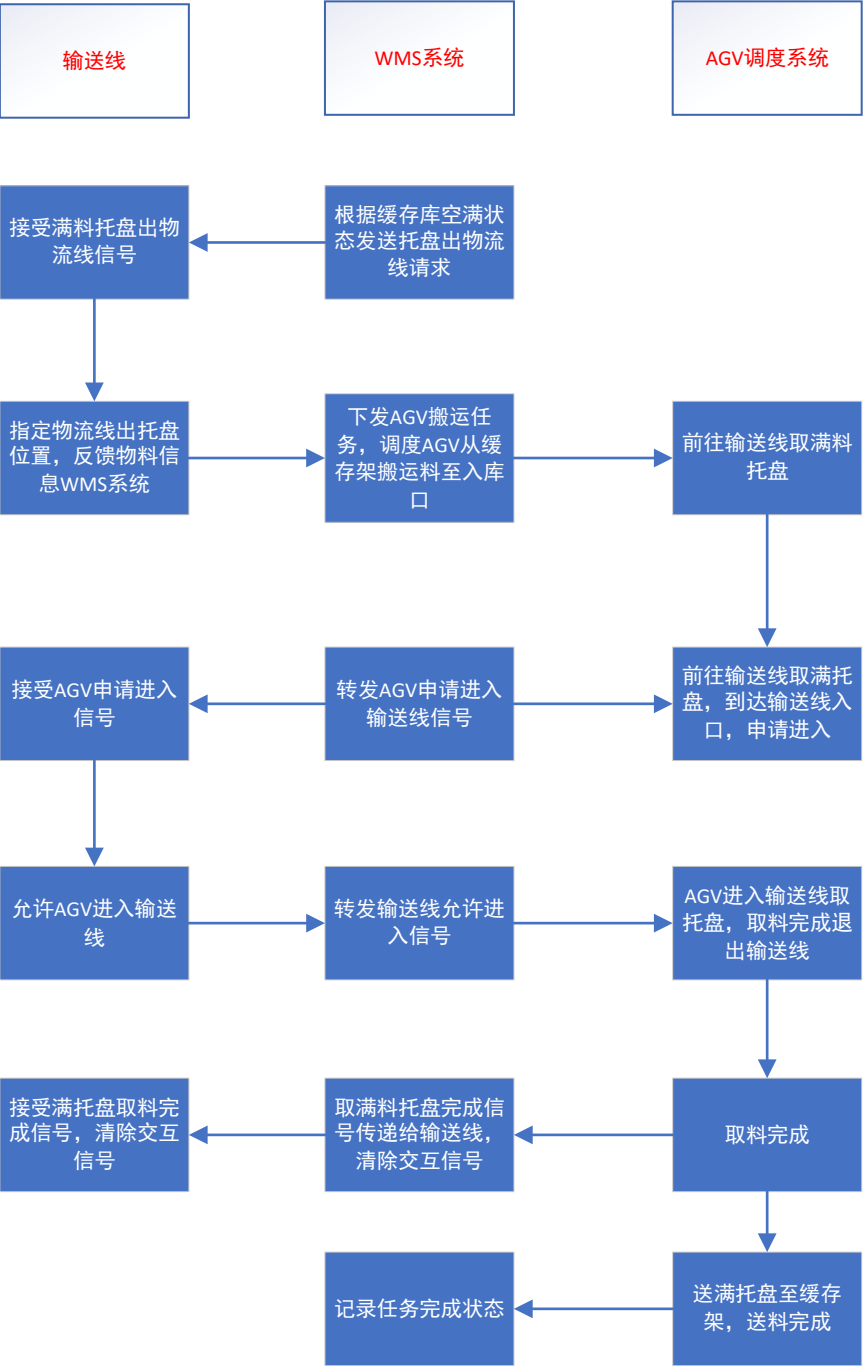 输送线
WMS系统
AGV调度系统
接受满料托盘出物
流线信号
根据缓存库空满状
态发送托盘出物流
线请求
指定物流线出托盘
位置，反馈物料信
息WMS系统
下发AGV搬运任
务，调度AGV从缓
存架搬运料至入库
口
前往输送线取满料
托盘
接受AGV申请进入
信号
转发AGV申请进入
输送线信号
前往输送线取满托
盘，到达输送线入
口，申请进入
允许AGV进入输送
线
转发输送线允许进
入信号
AGV进入输送线取
托盘，取料完成退
出输送线
接受满托盘取料完
成信号，清除交互
信号
取满料托盘完成信
号传递给输送线，
清除交互信号
取料完成
记录任务完成状态
送满托盘至缓存
架，送料完成